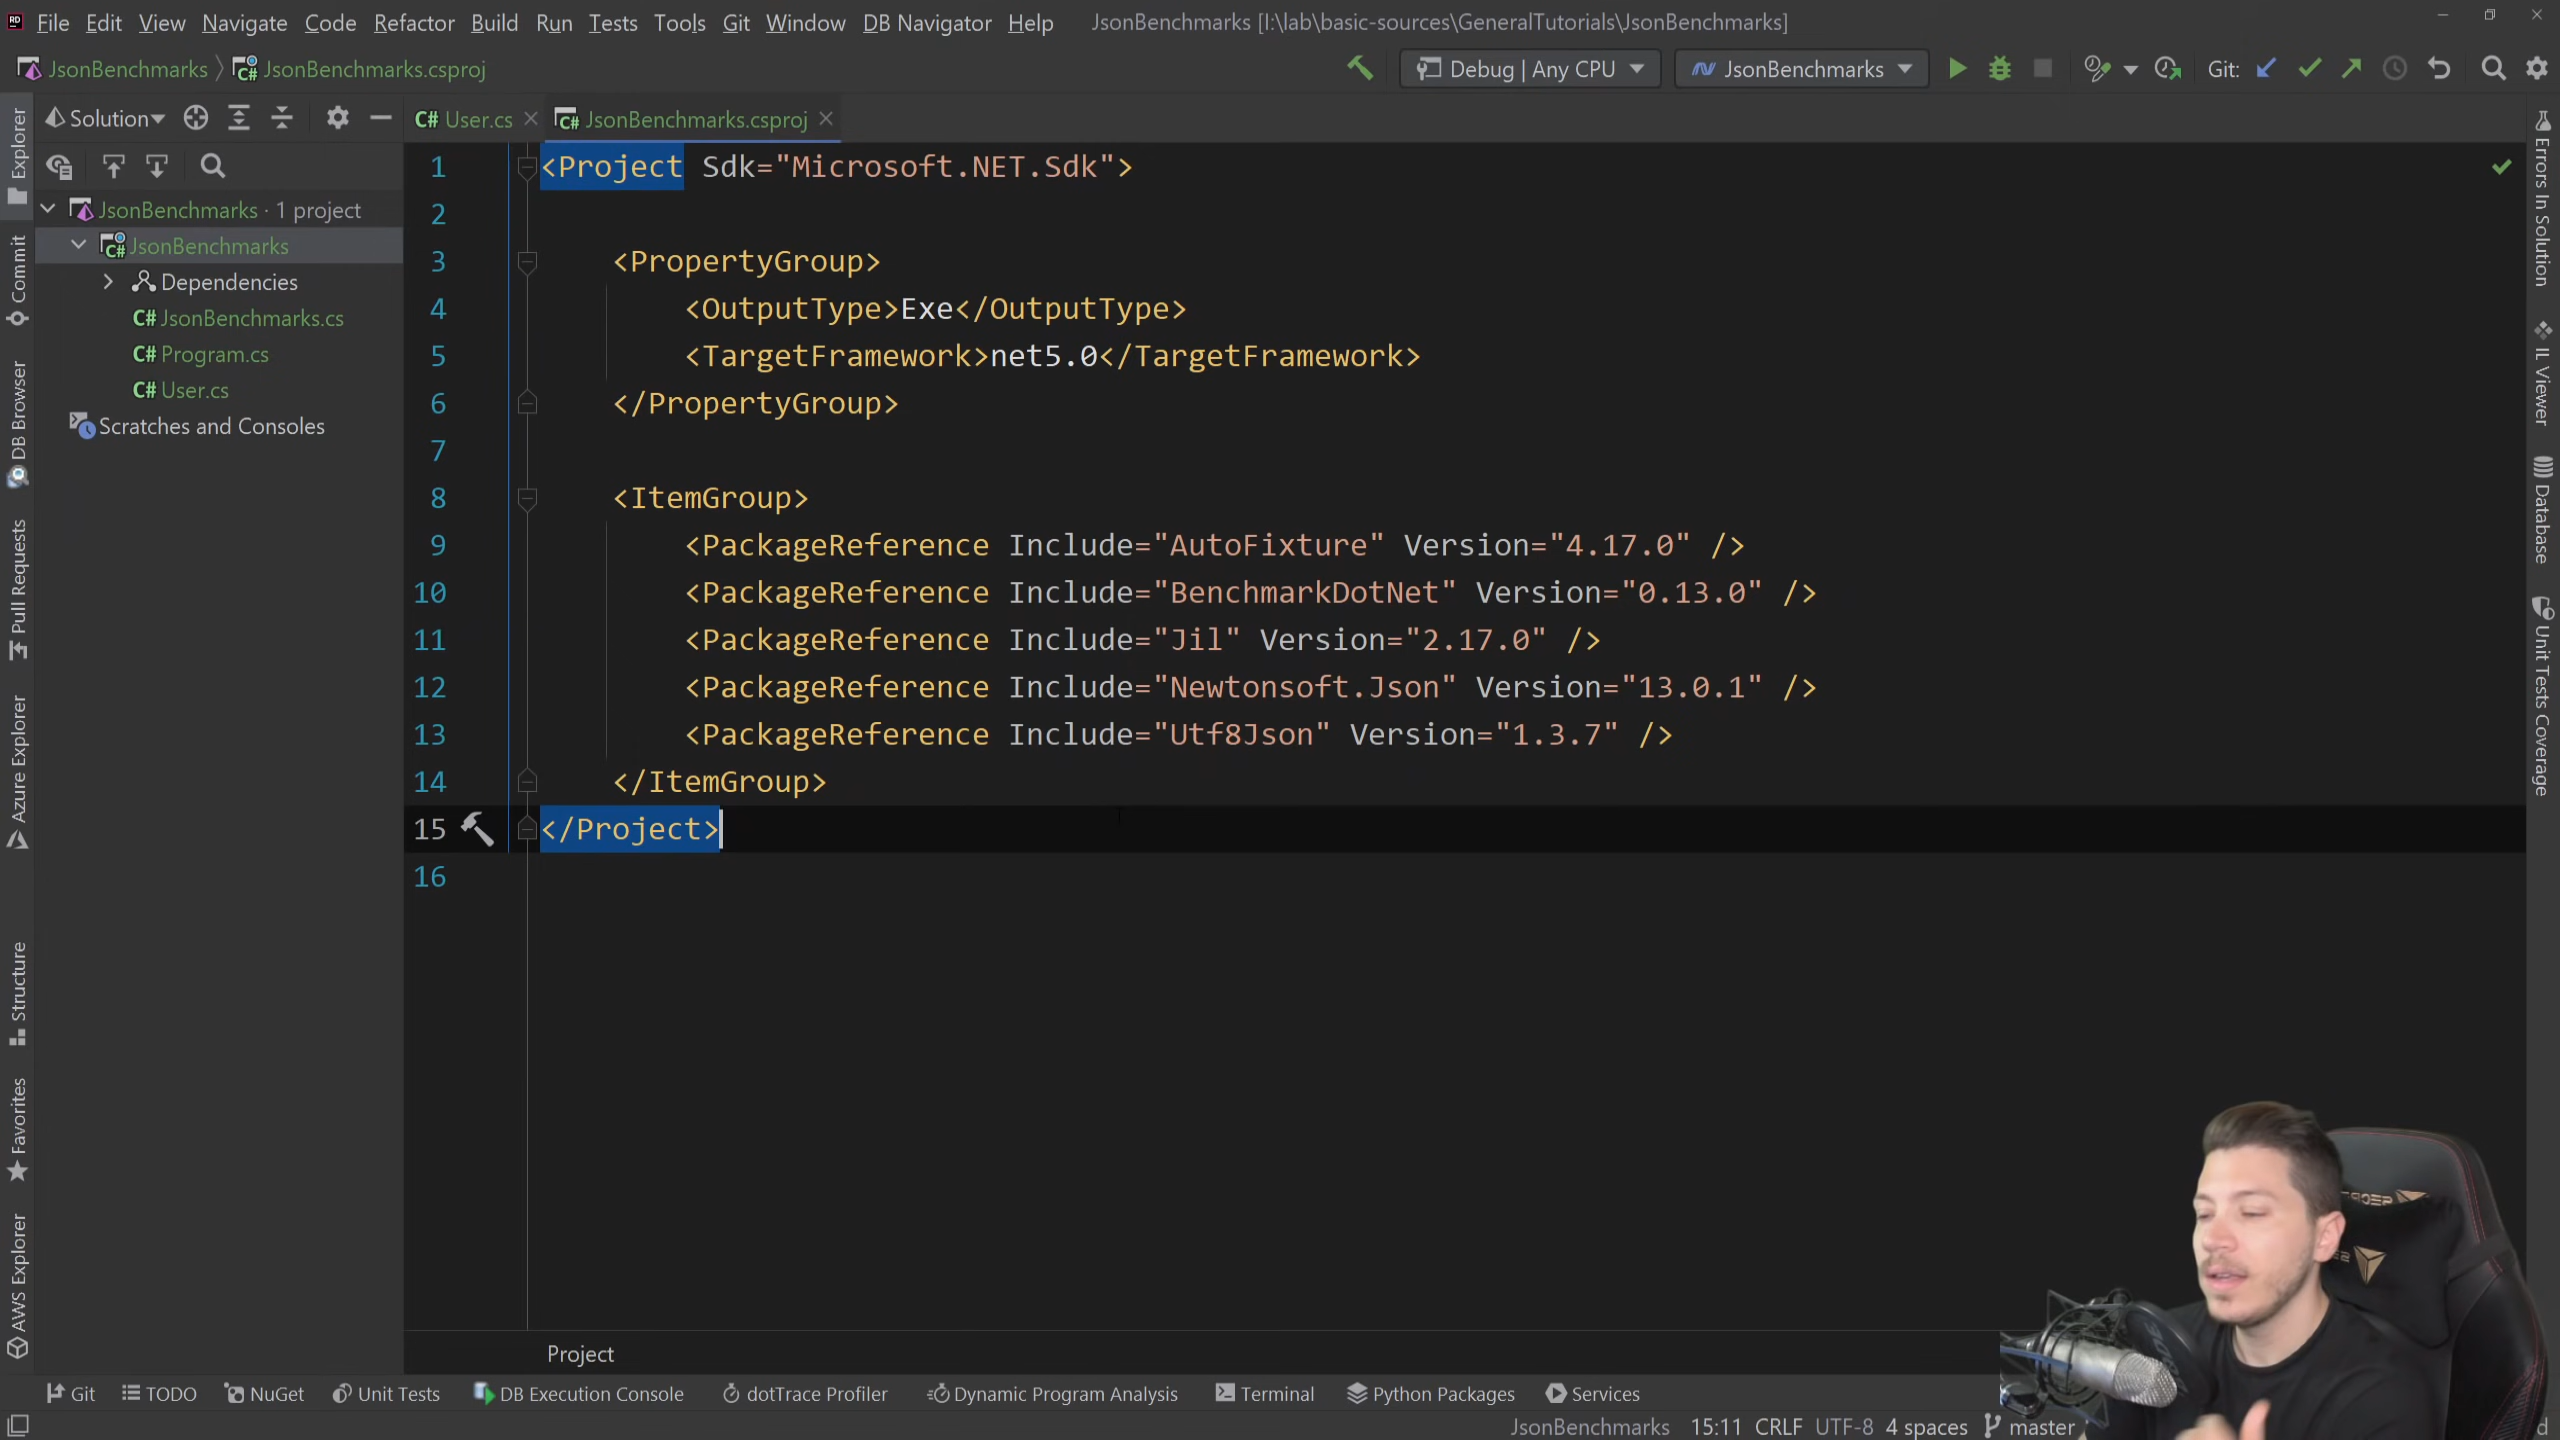 File Edit View Navigate Code Refactor Build Run Tests Tools Git Window DB Navigator Help JsonBenchmarks [I:\lab\basic-sources\GeneralTutorials\JsonBenchmarks]
JsonBenchmarks JsonBenchmarks.csproj Debug | Any CPU JsonBenchmarks Git:
Solution User.cs JsonBenchmarks.csproj
JsonBenchmarks · 1 project
JsonBenchmarks
Dependencies
C# JsonBenchmarks.cs
C# Program.cs
C# User.cs
Scratches and Consoles
1 <Project Sdk="Microsoft.NET.Sdk">
2
3 <PropertyGroup>
4 <OutputType>Exe</OutputType>
5 <TargetFramework>net5.0</TargetFramework>
6 </PropertyGroup>
7
8 <ItemGroup>
9 <PackageReference Include="AutoFixture" Version="4.17.0" />
10 <PackageReference Include="BenchmarkDotNet" Version="0.13.0" />
11 <PackageReference Include="Jil" Version="2.17.0" />
12 <PackageReference Include="Newtonsoft.Json" Version="13.0.1" />
13 <PackageReference Include="Utf8Json" Version="1.3.7" />
14 </ItemGroup>
15 </Project>
16
Explorer
Commit
DB Browser
Pull Requests
Azure Explorer
Structure
Favorites
AWS Explorer
Errors In Solution
IL Viewer
Database
Unit Tests Coverage
Project
Git TODO NuGet Unit Tests DB Execution Console dotTrace Profiler Dynamic Program Analysis Terminal Python Packages Services
JsonBenchmarks 15:11 CRLF UTF-8 4 spaces master